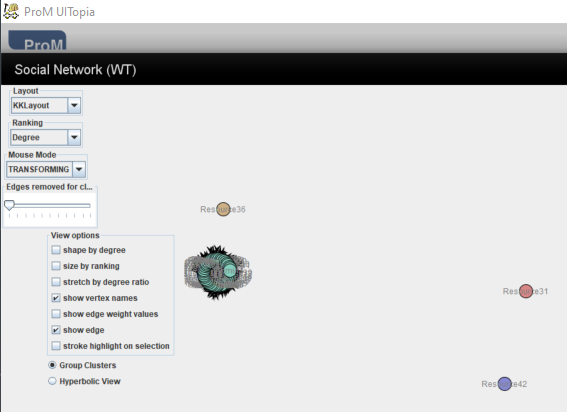 ProM UITopia
ProM
Social Network (WT)
Layout
KKLayout
Ranking
Degree
Mouse Mode
TRANSFORMING
Edges removed for cl...
View options
shape by degree
size by ranking
stretch by degree ratio
show vertex names
show edge weight values
show edge
stroke highlight on selection
Group Clusters
Hyperbolic View
Resource36
Resource31
Resource42